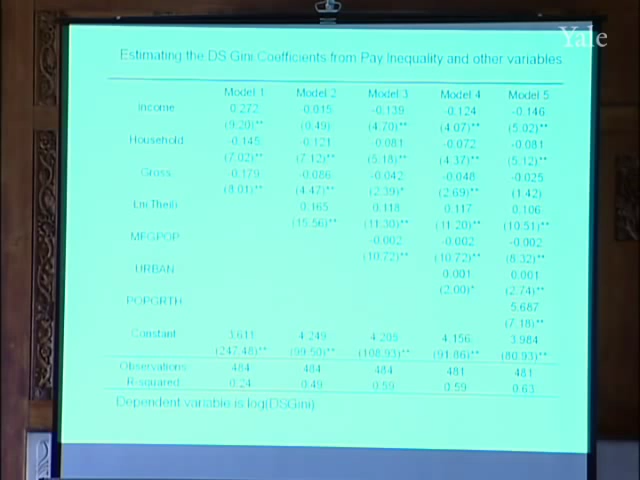 Yale
Estimating the DS Gini Coefficients from Pay Inequality and other variables
Model 1 Model 2 Model 3 Model 4 Model 5
Income 0.272 -0.015 -0.139 -0.124 -0.146
(9.20)** (0.49) (4.70)** (4.07)** (5.02)**
Household -0.145 -0.121 -0.081 -0.072 -0.081
(7.02)** (7.12)** (5.18)** (4.37)** (5.12)**
Gross -0.179 -0.086 -0.042 -0.048 -0.025
(8.01)** (4.47)** (2.39)* (2.69)** (1.42)
Ln(Theil) 0.165 0.118 0.117 0.106
(15.56)** (11.30)** (11.20)** (10.51)**
MFGPOP -0.002 -0.002 -0.002
(10.72)** (10.72)** (8.32)**
URBAN 0.001 0.001
(2.00)* (2.74)**
POPGRTH 5.687
(7.18)**
Constant 3.611 4.249 4.205 4.156 3.984
(247.48)** (99.50)** (108.93)** (91.86)** (80.93)**
Observations 484 484 484 481 481
R-squared 0.24 0.49 0.59 0.59 0.63
Dependent variable is log(DSGini)